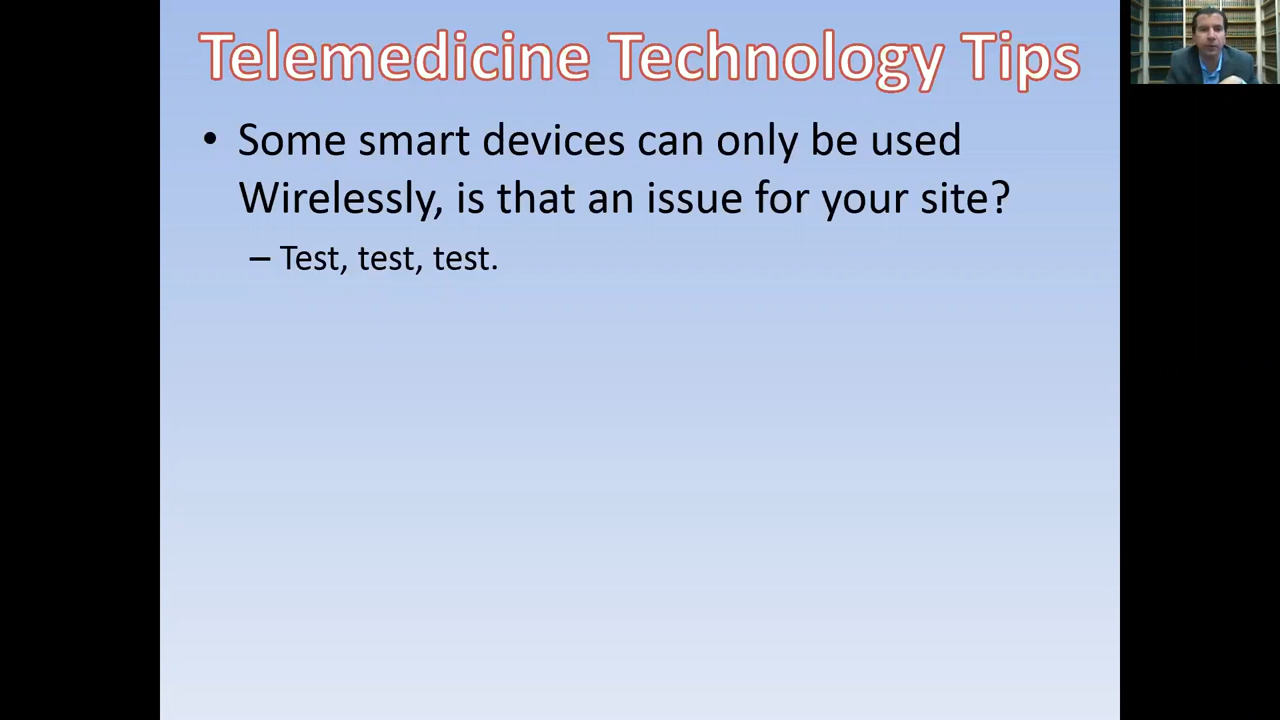 Telemedicine Technology Tips
• Some smart devices can only be used
Wirelessly, is that an issue for your site?
– Test, test, test.